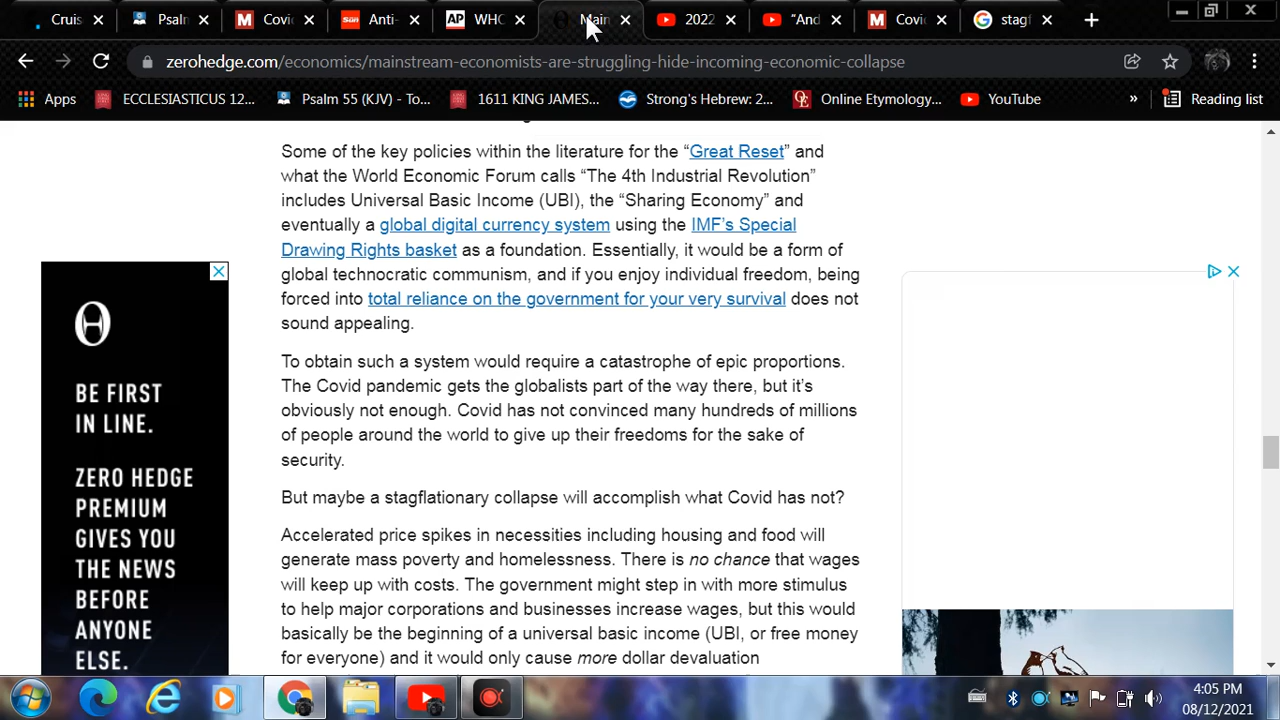 Cruis
Psaln
Covid
Anti-
WHC
Main
2022
"And
Covid
stagf
zerohedge.com/economics/mainstream-economists-are-struggling-hide-incoming-economic-collapse
Apps
ECCLESIASTICUS 12...
Psalm 55 (KJV) - To...
1611 KING JAMES...
Strong's Hebrew: 2...
Online Etymology...
YouTube
»
Reading list
Some of the key policies within the literature for the “Great Reset” and
what the World Economic Forum calls “The 4th Industrial Revolution”
includes Universal Basic Income (UBI), the “Sharing Economy” and
eventually a global digital currency system using the IMF’s Special
Drawing Rights basket as a foundation. Essentially, it would be a form of
global technocratic communism, and if you enjoy individual freedom, being
forced into total reliance on the government for your very survival does not
sound appealing.
To obtain such a system would require a catastrophe of epic proportions.
The Covid pandemic gets the globalists part of the way there, but it’s
obviously not enough. Covid has not convinced many hundreds of millions
of people around the world to give up their freedoms for the sake of
security.
But maybe a stagflationary collapse will accomplish what Covid has not?
Accelerated price spikes in necessities including housing and food will
generate mass poverty and homelessness. There is no chance that wages
will keep up with costs. The government might step in with more stimulus
to help major corporations and businesses increase wages, but this would
basically be the beginning of a universal basic income (UBI, or free money
for everyone) and it would only cause more dollar devaluation
BE FIRST
IN LINE.
ZERO HEDGE
PREMIUM
GIVES YOU
THE NEWS
BEFORE
ANYONE
ELSE.
4:05 PM
08/12/2021